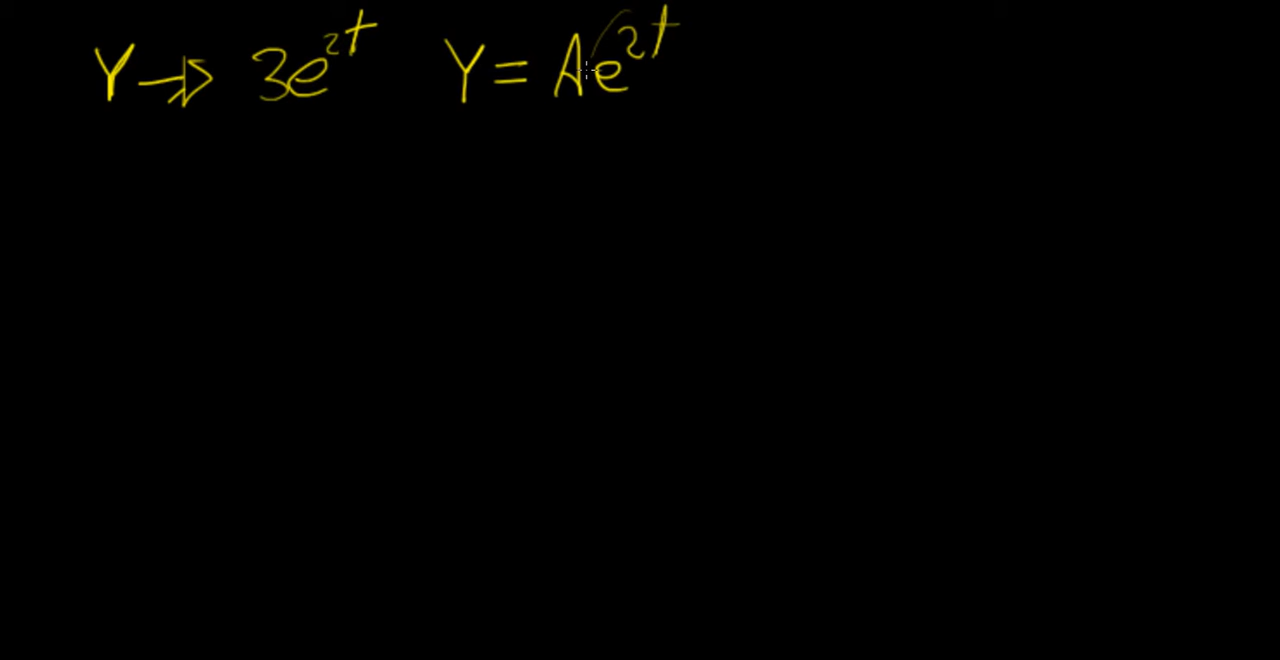 Y → 3e^{2t} Y = Ae^{2t}